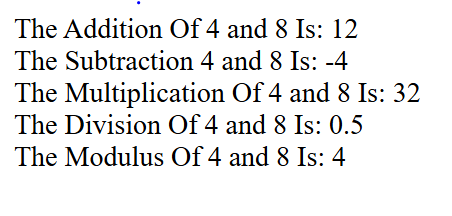 The Addition Of 4 and 8 Is: 12
The Subtraction 4 and 8 Is: -4
The Multiplication Of 4 and 8 Is: 32
The Division Of 4 and 8 Is: 0.5
The Modulus Of 4 and 8 Is: 4